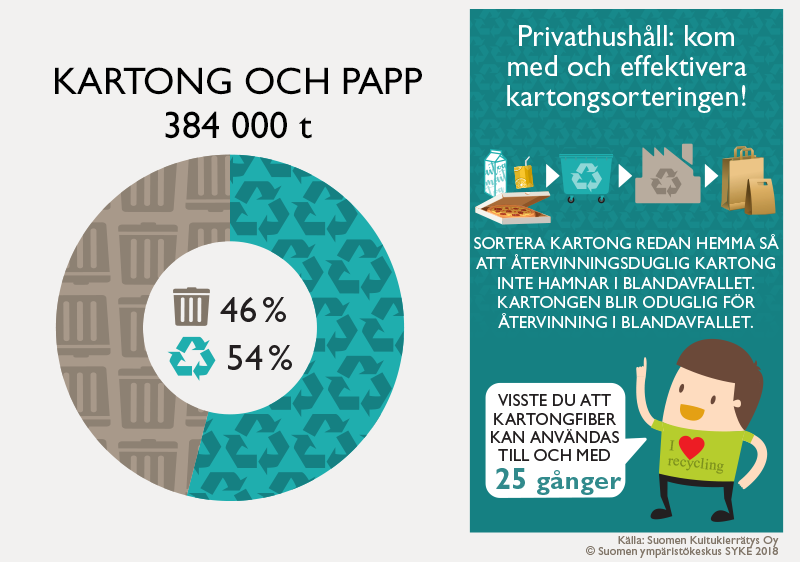 KARTONG OCH PAPP
384 000 t
46 %
54 %
Privathushåll: kom
med och effektivera
kartongsorteringen!
SORTERA KARTONG REDAN HEMMA SÅ
ATT ÅTERVINNINGSDUGLIG KARTONG
INTE HAMNAR I BLANDAVFALLET.
KARTONGEN BLIR ODUGLIG FÖR
ÅTERVINNING I BLANDAVFALLET.
VISSTE DU ATT
KARTONGFIBER
KAN ANVÄNDAS
TILL OCH MED
25 gånger
I
recycling
Källa: Suomen Kuitukierrätys Oy
© Suomen ympäristökeskus SYKE 2018